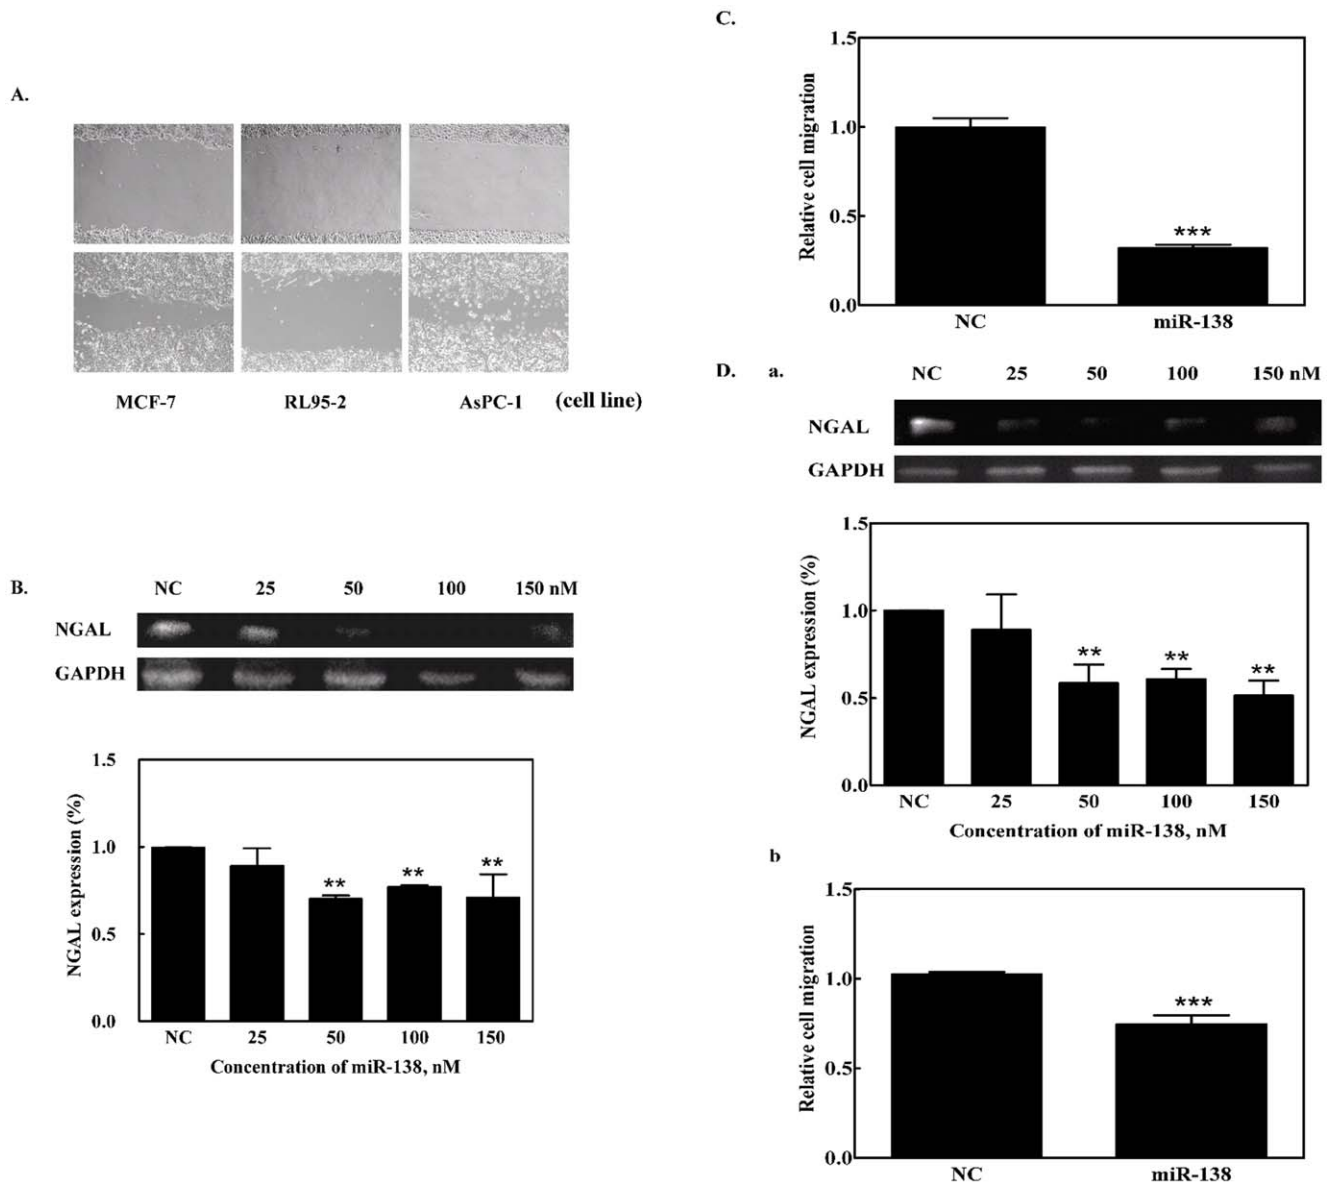 A.
MCF-7 RL95-2 AsPC-1 (cell line)
B.
NC 25 50 100 150 nM
NGAL
GAPDH
NGAL expression (%)
1.5
1.0
0.5
0.0
**
**
**
NC 25 50 100 150
Concentration of miR-138, nM
C.
Relative cell migration
1.5
1.0
0.5
0.0
***
NC miR-138
D. a.
NC 25 50 100 150 nM
NGAL
GAPDH
NGAL expression (%)
1.5
1.0
0.5
0.0
**
**
**
NC 25 50 100 150
Concentration of miR-138, nM
b
Relative cell migration
1.5
1.0
0.5
0.0
***
NC miR-138